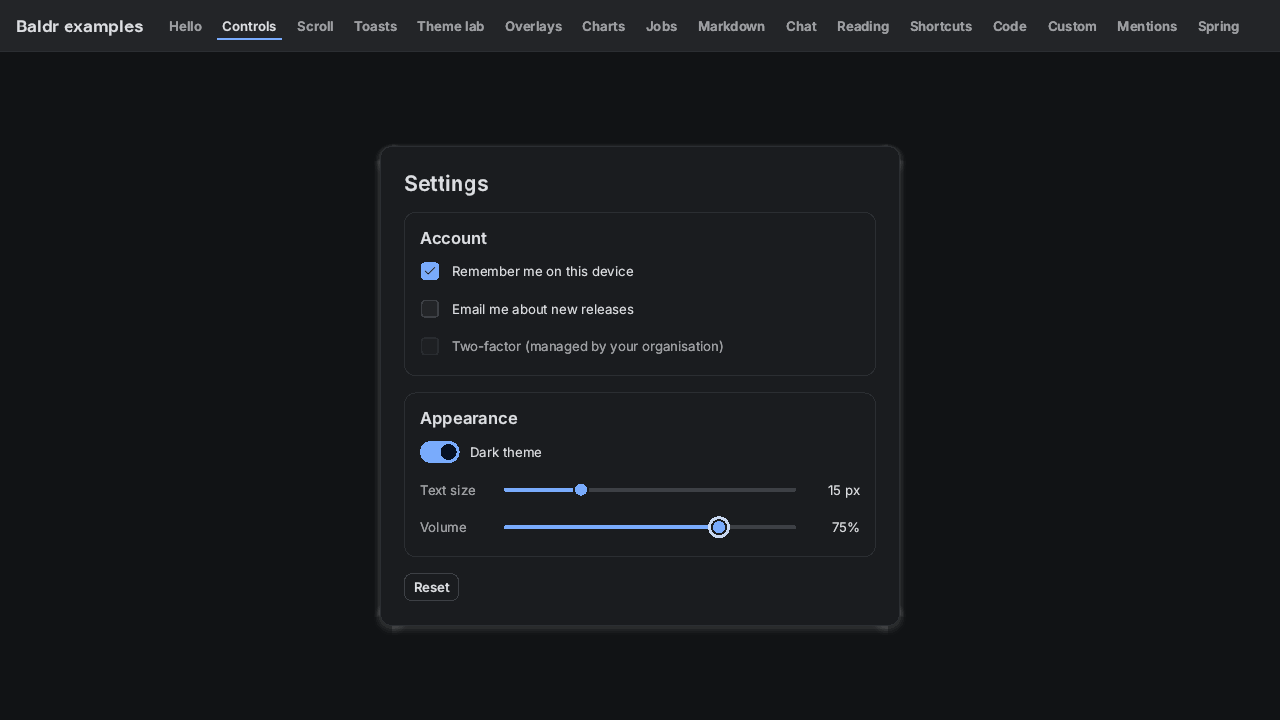 Baldr examples Hello Controls Scroll Toasts Theme lab Overlays Charts Jobs Markdown Chat Reading Shortcuts Code Custom Mentions Spring
Settings
Account
Remember me on this device
Email me about new releases
Two-factor (managed by your organisation)
Appearance
Dark theme
Text size 15 px
Volume 75%
Reset